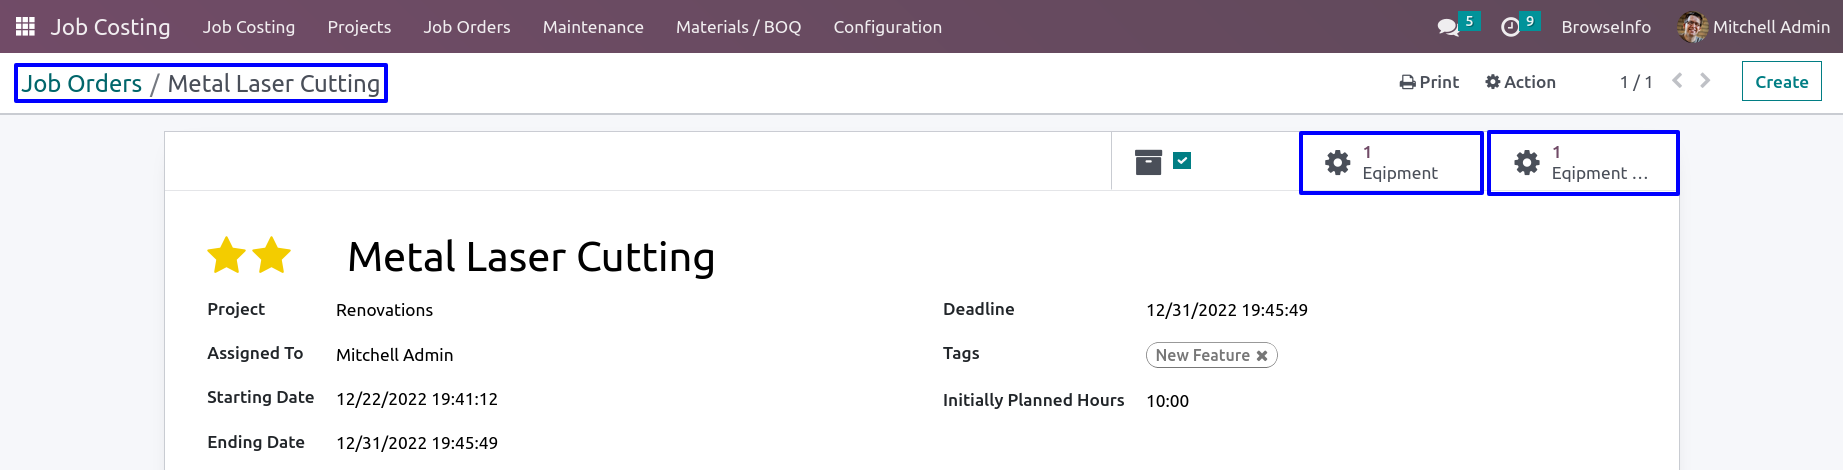 Job Costing Job Costing Projects Job Orders Maintenance Materials / BOQ Configuration 5 9 BrowseInfo Mitchell Admin
Job Orders / Metal Laser Cutting Print Action 1 / 1 Create
1
Eqipment
1
Eqipment ...
Metal Laser Cutting
Project Renovations Deadline 12/31/2022 19:45:49
Assigned To Mitchell Admin Tags New Feature ✖
Starting Date 12/22/2022 19:41:12 Initially Planned Hours 10:00
Ending Date 12/31/2022 19:45:49